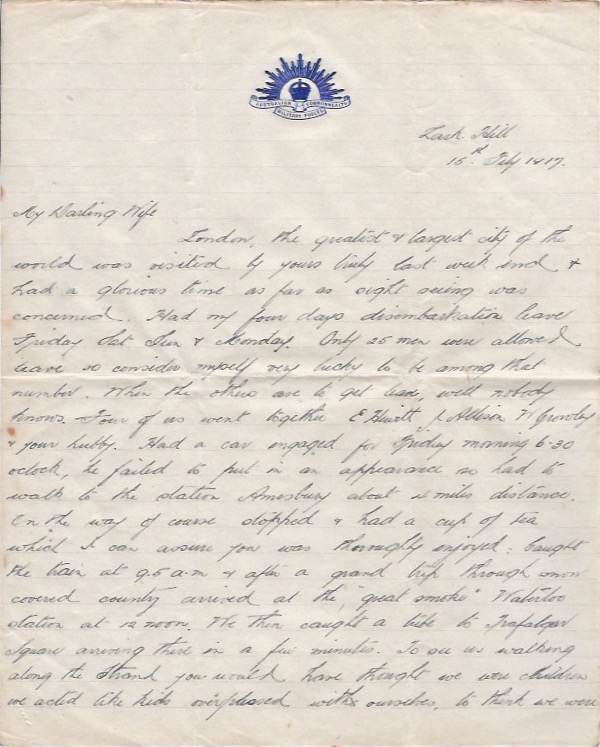 AUSTRALIAN COMMONWEALTH
MILITARY FORCES
Lark Hill
15th Feby 1917.
My Darling Wife
London, the greatest & largest city of the
world was visited by yours truly last week end &
had a glorious time as far as sight seeing was
concerned. Had my four days disembarkation leave
Friday Sat Sun & Monday. Only 25 men were allowed
leave so consider myself very lucky to be among that
number. When the others are to get leave, well nobody
knows. Four of us went together E Hewitt J Allison W
& your hubby. Had a car engaged for Friday morning 6-30
oclock, he failed to put in an appearance so had to
walk to the station Amesbury about 4 miles distance.
On the way of course stopped & had a cup of tea
which I can assure you was thoroughly enjoyed. Caught
the train at 9.5 a.m & after a grand trip through snow
covered country arrived at the "great smoke" Waterloo
station at 12 noon. We then caught a tube to Trafalgar
Square arriving there in a few minutes. To see us walking
along the Strand you would have thought we were children
we acted like kids overpleased with ourselves, to think we were